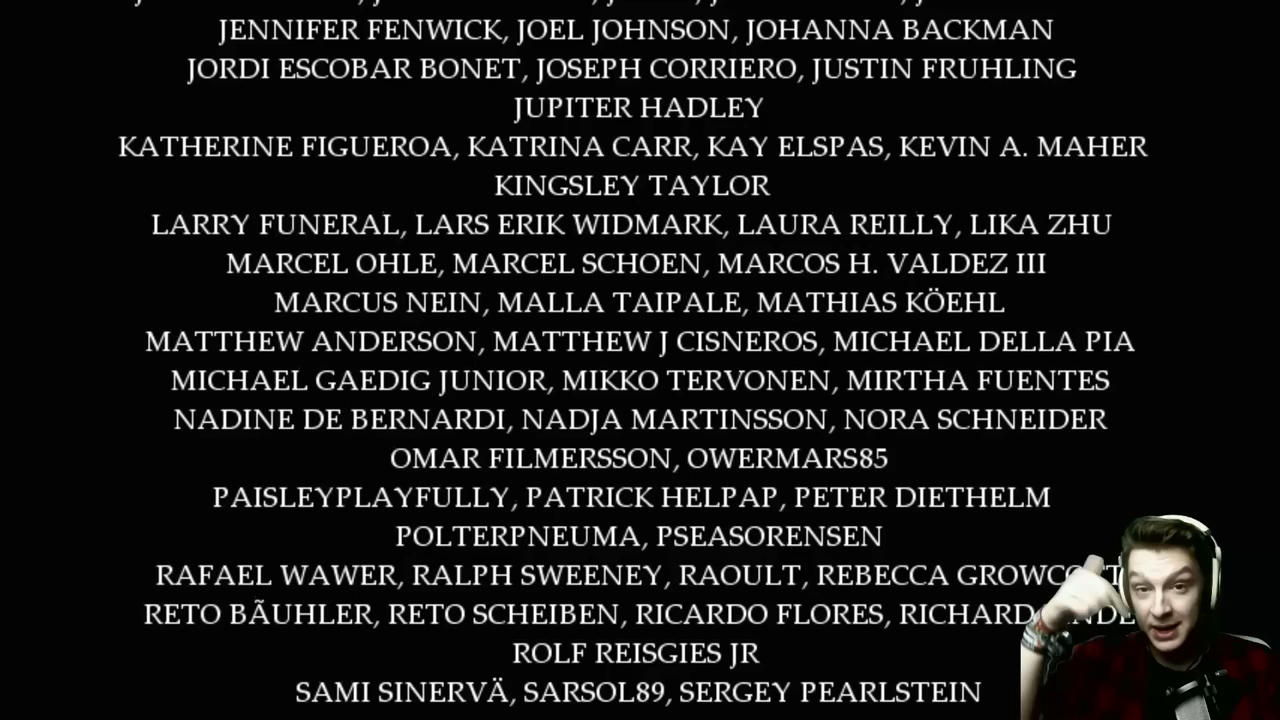 JENNIFER FENWICK, JOEL JOHNSON, JOHANNA BACKMAN
JORDI ESCOBAR BONET, JOSEPH CORRIERO, JUSTIN FRUHLING
JUPITER HADLEY
KATHERINE FIGUEROA, KATRINA CARR, KAY ELSPAS, KEVIN A. MAHER
KINGSLEY TAYLOR
LARRY FUNERAL, LARS ERIK WIDMARK, LAURA REILLY, LIKA ZHU
MARCEL OHLE, MARCEL SCHOEN, MARCOS H. VALDEZ III
MARCUS NEIN, MALLA TAIPALE, MATHIAS KÖEHL
MATTHEW ANDERSON, MATTHEW J CISNEROS, MICHAEL DELLA PIA
MICHAEL GAEDIG JUNIOR, MIKKO TERVONEN, MIRTHA FUENTES
NADINE DE BERNARDI, NADJA MARTINSSON, NORA SCHNEIDER
OMAR FILMERSSON, OWERMARS85
PAISLEYPLAYFULLY, PATRICK HELPAP, PETER DIETHELM
POLTERPNEUMA, PSEASORENSEN
RAFAEL WAWER, RALPH SWEENEY, RAOULT, REBECCA
RETO BÃUHLER, RETO SCHEIBEN, RICARDO FLORES, RICHARD
ROLF REISGIES JR
SAMI SINERVÄ, SARSOL89, SERGEY PEARLSTEIN